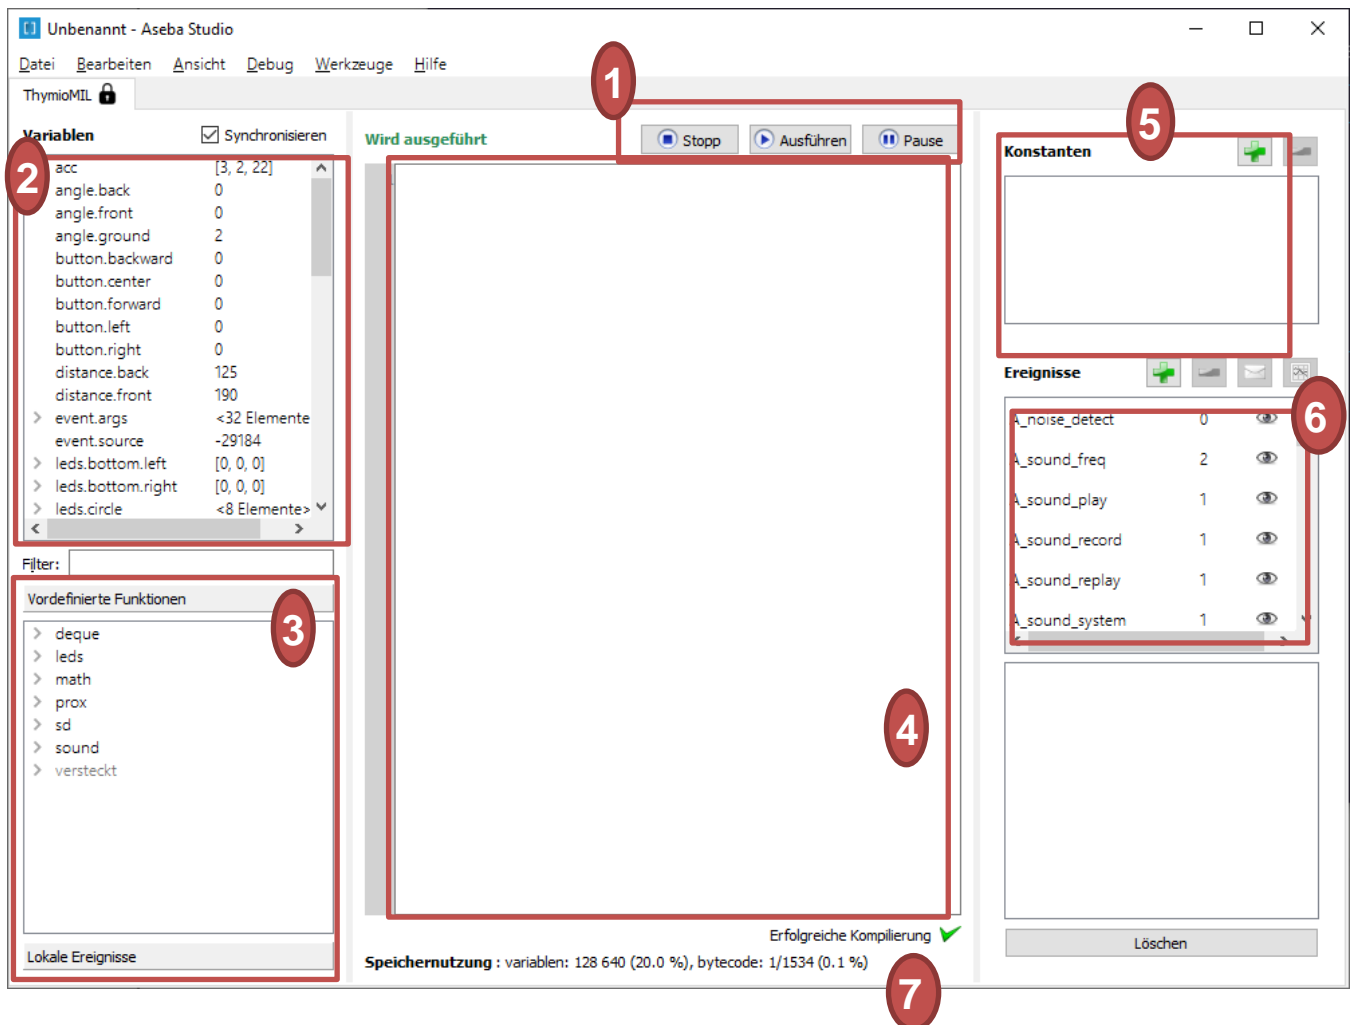 Unbenannt - Aseba Studio
Datei Bearbeiten Ansicht Debug Werkzeuge Hilfe
ThymioMIL
1
Variablen Synchronisieren
2
acc [3, 2, 22]
angle.back 0
angle.front 0
angle.ground 2
button.backward 0
button.center 0
button.forward 0
button.left 0
button.right 0
distance.back 125
distance.front 190
event.args <32 Elemente
event.source -29184
leds.bottom.left [0, 0, 0]
leds.bottom.right [0, 0, 0]
leds.circle <8 Elemente>
Filter:
Vordefinierte Funktionen
3
deque
leds
math
prox
sd
sound
versteckt
Lokale Ereignisse
Wird ausgeführt Stopp Ausführen Pause
4
Erfolgreiche Kompilierung
Speichernutzung : variablen: 128 640 (20.0 %), bytecode: 1/1534 (0.1 %)
7
5
Konstanten
Ereignisse
6
A_noise_detect 0
A_sound_freq 2
A_sound_play 1
A_sound_record 1
A_sound_replay 1
A_sound_system 1
Löschen